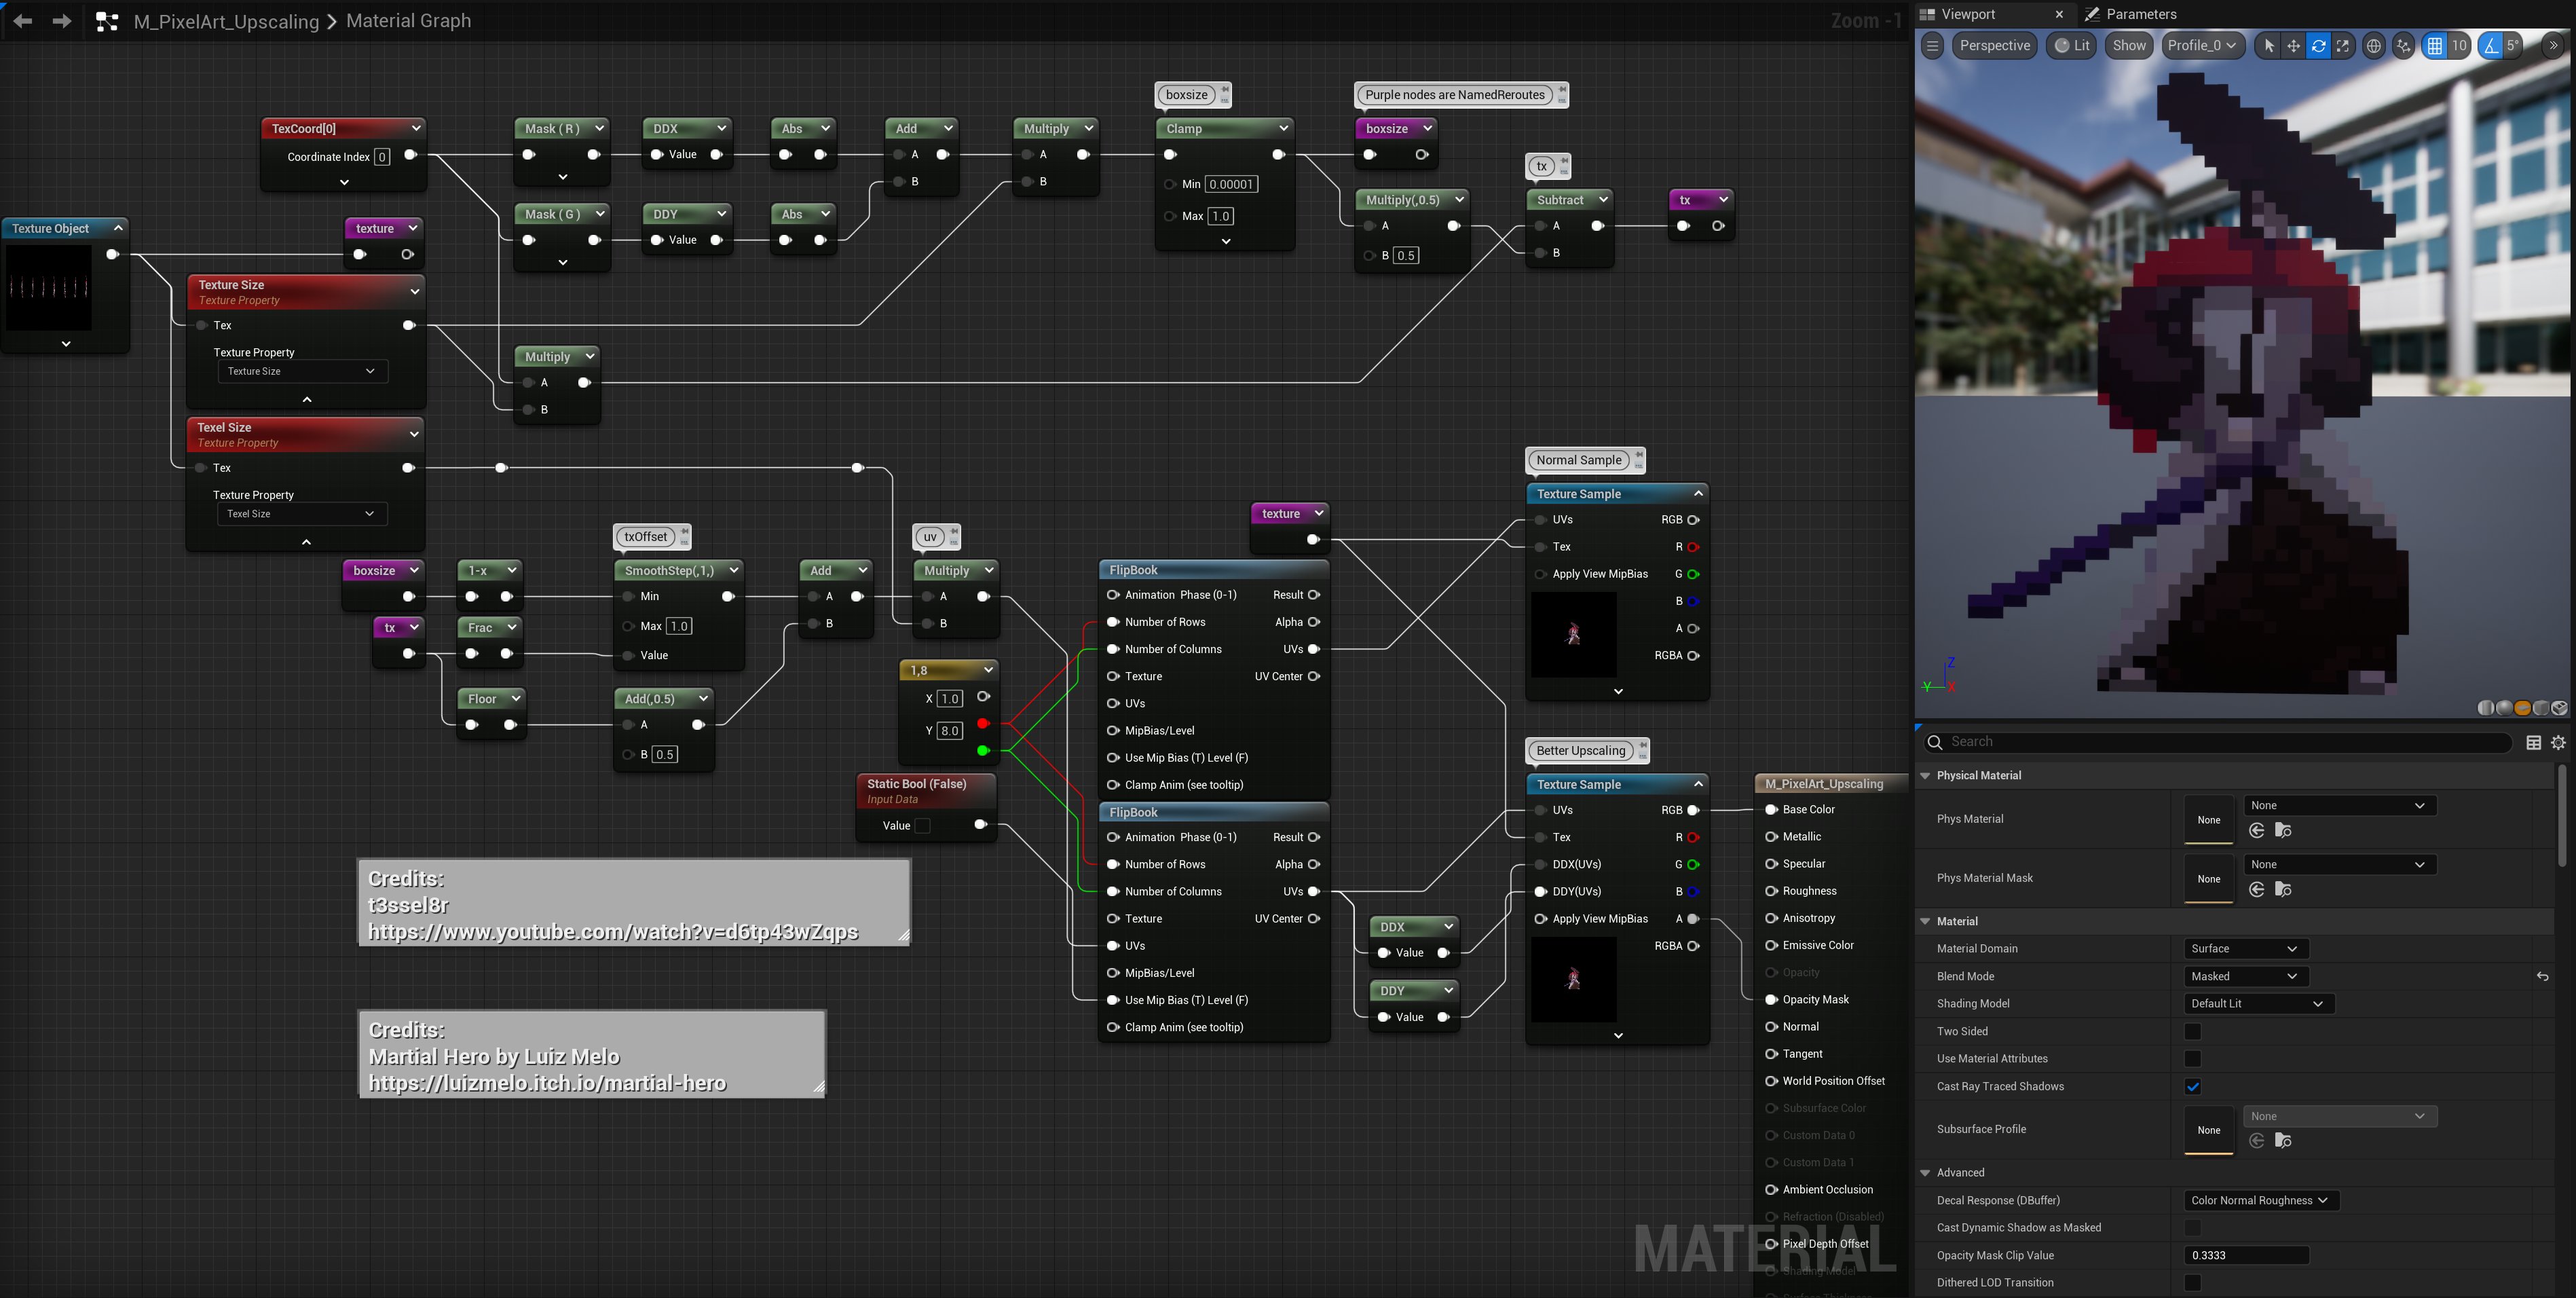 M_PixelArt_Upscaling > Material Graph
Zoom -1
boxsize
Purple nodes are NamedReroutes
TexCoord[0]
Coordinate Index 0
Mask ( R )
DDX
Value
Abs
Add
A
B
Multiply
A
B
Clamp
Min 0.00001
Max 1.0
boxsize
tx
Texture Object
texture
Mask ( G )
DDY
Value
Abs
Multiply(,0.5)
A
B 0.5
Subtract
A
B
tx
Texture Size
Texture Property
Tex
Texture Property
Texture Size
Multiply
A
B
Texel Size
Texture Property
Tex
Texture Property
Texel Size
Normal Sample
Texture Sample
UVs RGB
Tex R
Apply View MipBias G
B
A
RGBA
texture
txOffset
uv
boxsize
1-x
SmoothStep(,1,)
Min
Max 1.0
Value
Add
A
B
Multiply
A
B
tx
Frac
Floor
Add(,0.5)
A
B 0.5
1,8
X 1.0
Y 8.0
Static Bool (False)
Input Data
Value
FlipBook
Animation Phase (0-1) Result
Number of Rows Alpha
Number of Columns UVs
Texture UV Center
UVs
MipBias/Level
Use Mip Bias (T) Level (F)
Clamp Anim (see tooltip)
FlipBook
Animation Phase (0-1) Result
Number of Rows Alpha
Number of Columns UVs
Texture UV Center
UVs
MipBias/Level
Use Mip Bias (T) Level (F)
Clamp Anim (see tooltip)
DDX
Value
DDY
Value
Better Upscaling
Texture Sample
UVs RGB
Tex R
DDX(UVs) G
DDY(UVs) B
Apply View MipBias A
RGBA
M_PixelArt_Upscaling
Base Color
Metallic
Specular
Roughness
Anisotropy
Emissive Color
Opacity
Opacity Mask
Normal
Tangent
World Position Offset
Subsurface Color
Custom Data 0
Custom Data 1
Ambient Occlusion
Refraction (Disabled)
Pixel Depth Offset
Shading Model
Credits:
t3ssel8r
https://www.youtube.com/watch?v=d6tp43wZqps
Credits:
Martial Hero by Luiz Melo
https://luizmelo.itch.io/martial-hero
MATERIAL
Viewport
Parameters
Perspective Lit Show Profile_0 10 5°
Z
Y X
Search
Physical Material
Phys Material None None
Phys Material Mask None None
Material
Material Domain Surface
Blend Mode Masked
Shading Model Default Lit
Two Sided
Use Material Attributes
Cast Ray Traced Shadows
Subsurface Profile None None
Advanced
Decal Response (DBuffer) Color Normal Roughness
Cast Dynamic Shadow as Masked
Opacity Mask Clip Value 0.3333
Dithered LOD Transition